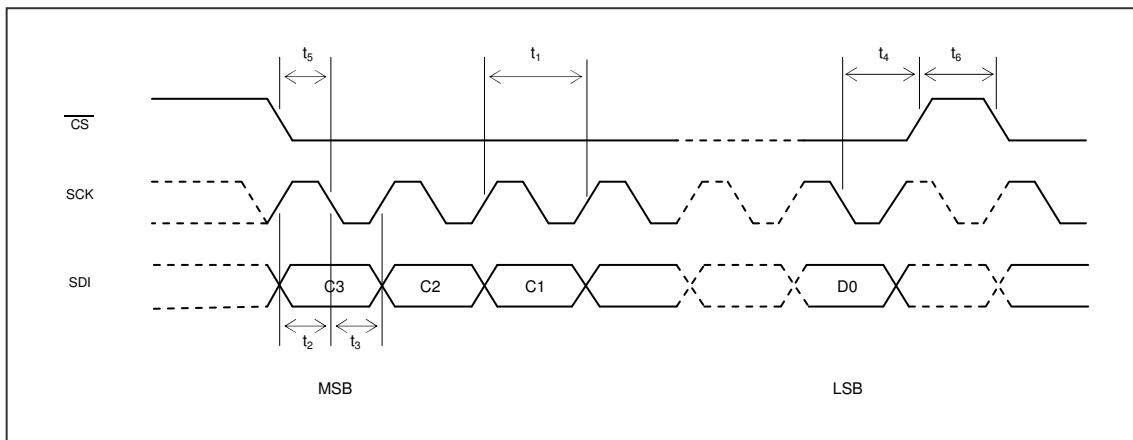 t₅ t₁ t₄ t₆
CS
SCK
SDI C3 C2 C1 D0
t₂ t₃
MSB LSB